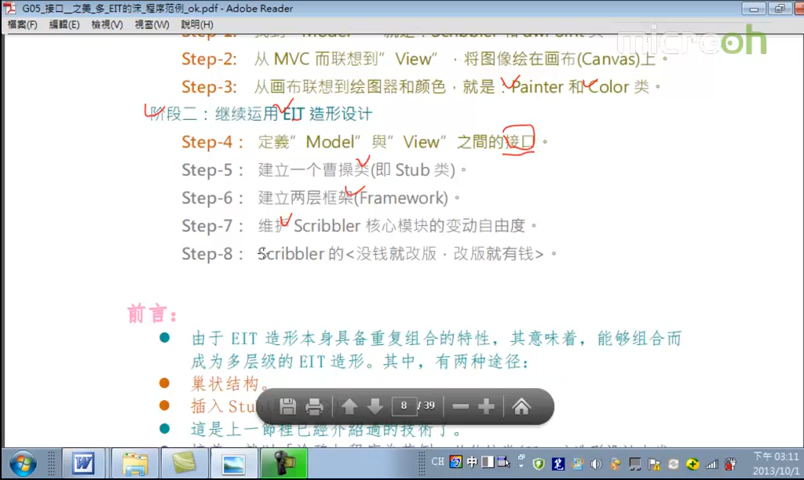 G05_接口__之美_多_EIT的床_程序范例_ok.pdf - Adobe Reader
檔案(F) 編輯(E) 檢視(V) 視窗(W) 說明(H)
microoh
Step-2: 从 MVC 而联想到”View”，将图像绘在画布(Canvas)上。
Step-3: 从画布联想到绘图器和颜色，就是：Painter 和 Color 类。
阶段二：继续运用 EIT 造形设计
Step-4： 定義”Model”與”View”之間的接口。
Step-5 ： 建立一个曹操类(即 Stub 类)。
Step-6 ： 建立两层框架(Framework)。
Step-7 ： 维护 Scribbler 核心模块的变动自由度。
Step-8 ： Scribbler 的<没钱就改版，改版就有钱>。
前言：
由于 EIT 造形本身具备重复组合的特性，其意味着，能够组合而
成为多层级的 EIT 造形。其中，有两种途径：
巢状结构。
插入 Stub
8 / 39
這是上一節裡已經介紹過的技術了。
CH
下午 03:11
2013/10/1